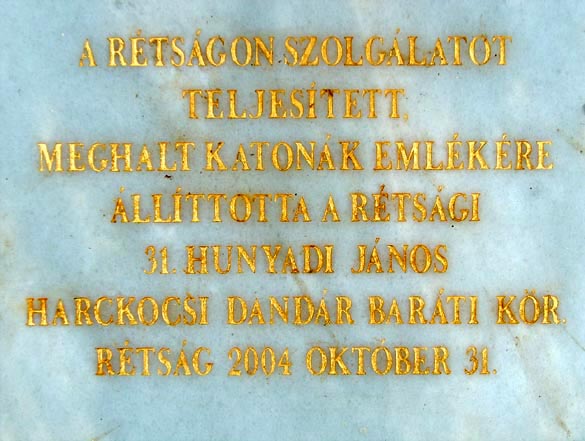 A RÉTSÁGON SZOLGÁLATOT
TELJESÍTETT,
MEGHALT KATONÁK EMLÉKÉRE
ÁLLÍTTOTTA A RÉTSÁGI
31. HUNYADI JÁNOS
HARCKOCSI DANDÁR BARÁTI KÖR.
RÉTSÁG 2004 OKTÓBER 31.